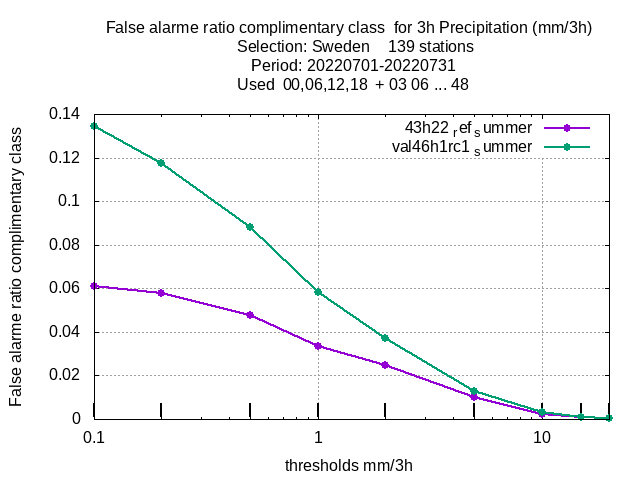 False alarme ratio complimentary class  for 3h Precipitation (mm/3h)
Selection: Sweden    139 stations
Period: 20220701-20220731
Used  00,06,12,18  + 03 06 ... 48
43h22 ref summer
val46h1rc1 summer
False alarme ratio complimentary class
0.14
0.12
0.1
0.08
0.06
0.04
0.02
0
0.1 1 10
thresholds mm/3h